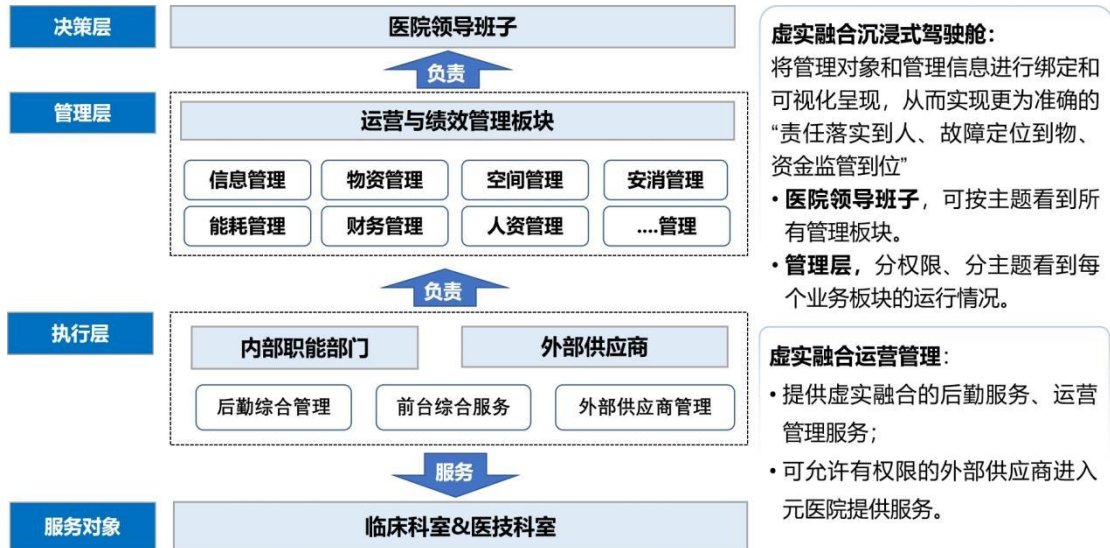 决策层
医院领导班子
负责
管理层
运营与绩效管理板块
信息管理
物资管理
空间管理
安消管理
能耗管理
财务管理
人资管理
....管理
负责
执行层
内部职能部门
外部供应商
后勤综合管理
前台综合服务
外部供应商管理
服务
服务对象
临床科室&医技科室
虚实融合沉浸式驾驶舱：
将管理对象和管理信息进行绑定和
可视化呈现，从而实现更为准确的
“责任落实到人、故障定位到物、
资金监管到位”
• 医院领导班子，可按主题看到所
有管理板块。
• 管理层，分权限、分主题看到每
个业务板块的运行情况。
虚实融合运营管理：
• 提供虚实融合的后勤服务、运营
管理服务；
• 可允许有权限的外部供应商进入
元医院提供服务。